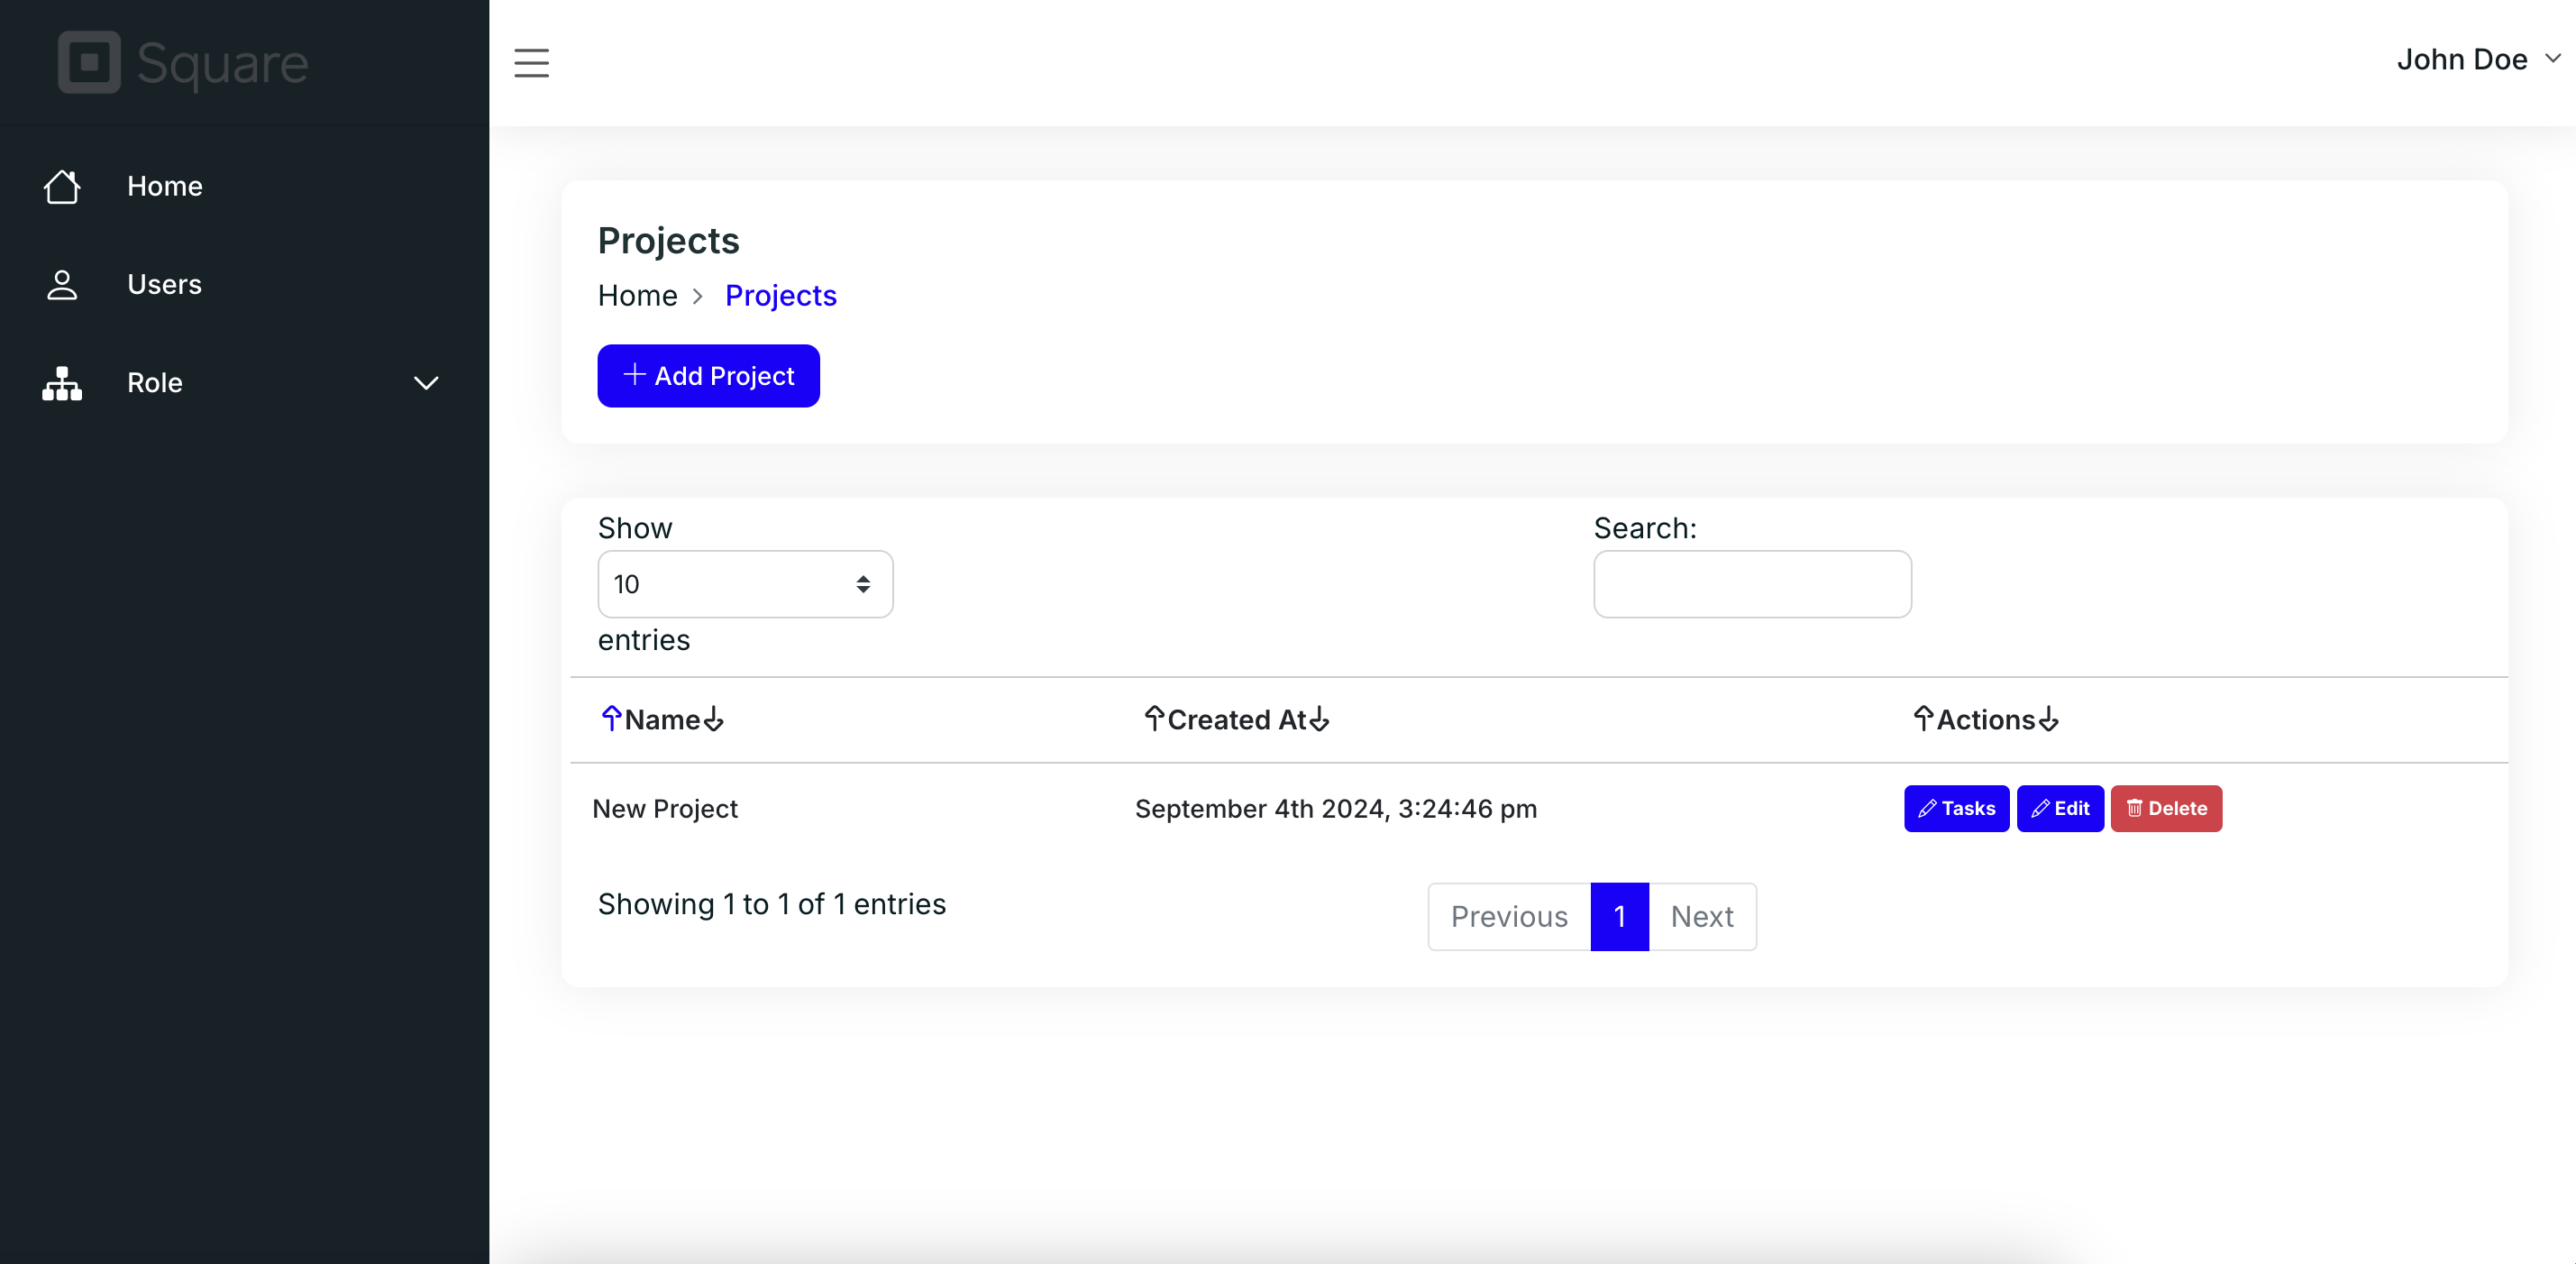 Square
John Doe
Home
Users
Role
Projects
Home > Projects
Add Project
Show
10
entries
Search:
Name Created At Actions
New Project September 4th 2024, 3:24:46 pm Tasks Edit Delete
Showing 1 to 1 of 1 entries
Previous 1 Next